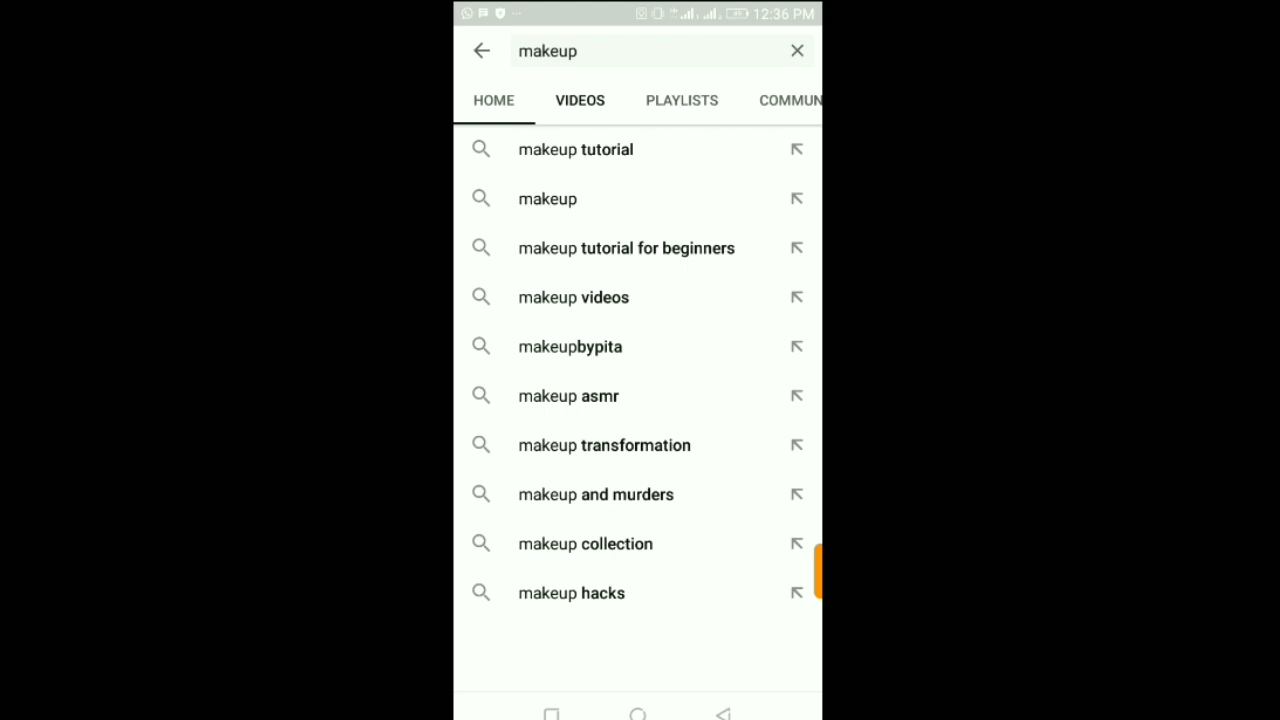 12:36 PM
makeup
HOME VIDEOS PLAYLISTS COMMUN
makeup tutorial
makeup
makeup tutorial for beginners
makeup videos
makeupbypita
makeup asmr
makeup transformation
makeup and murders
makeup collection
makeup hacks